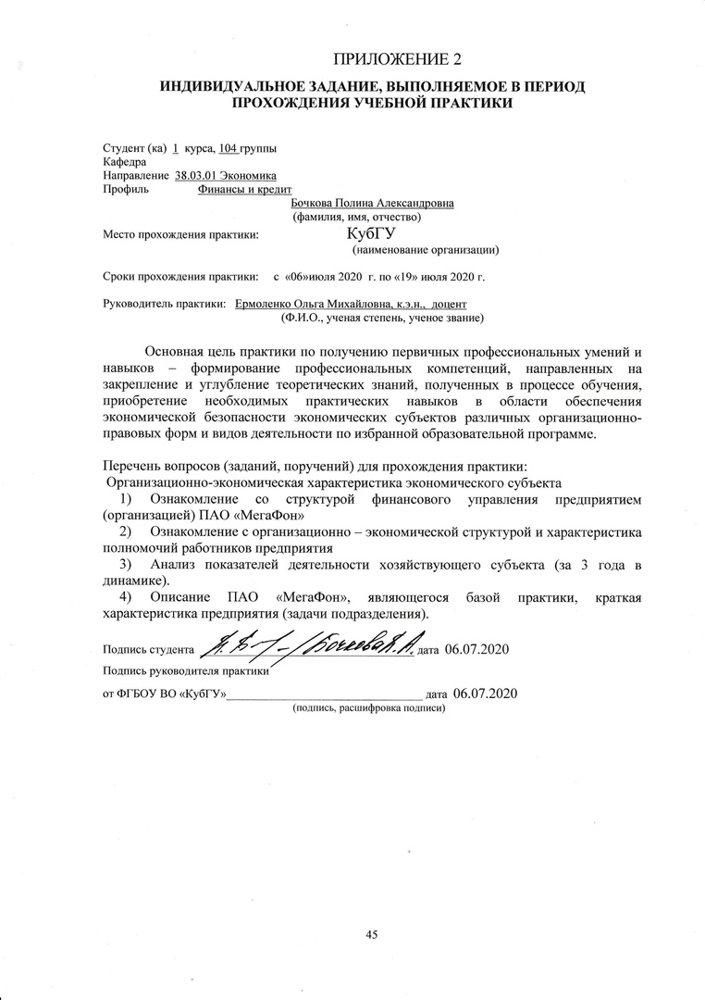 ПРИЛОЖЕНИЕ 2
ИНДИВИДУАЛЬНОЕ ЗАДАНИЕ, ВЫПОЛНЯЕМОЕ В ПЕРИОД
ПРОХОЖДЕНИЯ УЧЕБНОЙ ПРАКТИКИ
Студент (ка) 1 курса, 104 группы
Кафедра
Направление 38.03.01 Экономика
Профиль Финансы и кредит
Бочкова Полина Александровна
(фамилия, имя, отчество)
Место прохождения практики: КубГУ
(наименование организации)
Сроки прохождения практики: с «06»июля 2020 г. по «19» июля 2020 г.
Руководитель практики: Ермоленко Ольга Михайловна, к.э.н., доцент
(Ф.И.О., ученая степень, ученое звание)
Основная цель практики по получению первичных профессиональных умений и
навыков – формирование профессиональных компетенций, направленных на
закрепление и углубление теоретических знаний, полученных в процессе обучения,
приобретение необходимых практических навыков в области обеспечения
экономической безопасности экономических субъектов различных организационно-
правовых форм и видов деятельности по избранной образовательной программе.
Перечень вопросов (заданий, поручений) для прохождения практики:
Организационно-экономическая характеристика экономического субъекта
1) Ознакомление со структурой финансового управления предприятием
(организацией) ПАО «МегаФон»
2) Ознакомление с организационно – экономической структурой и характеристика
полномочий работников предприятия
3) Анализ показателей деятельности хозяйствующего субъекта (за 3 года в
динамике).
4) Описание ПАО «МегаФон», являющегося базой практики, краткая
характеристика предприятия (задачи подразделения).
Подпись студента / Бочкова П.А. дата 06.07.2020
Подпись руководителя практики
от ФГБОУ ВО «КубГУ»__________________ дата 06.07.2020
(подпись, расшифровка подписи)
45